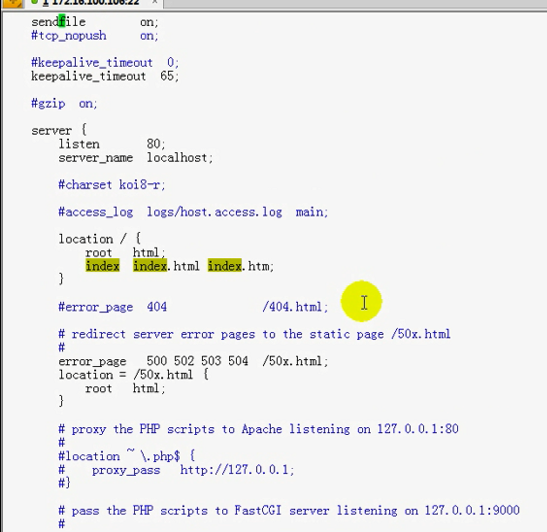 1 172.16.100.106:22
sendfile        on;
#tcp_nopush     on;
#keepalive_timeout  0;
keepalive_timeout  65;
#gzip  on;
server {
listen       80;
server_name  localhost;
#charset koi8-r;
#access_log  logs/host.access.log  main;
location / {
root   html;
index  index.html index.htm;
}
#error_page  404              /404.html;
# redirect server error pages to the static page /50x.html
#
error_page   500 502 503 504  /50x.html;
location = /50x.html {
root   html;
}
# proxy the PHP scripts to Apache listening on 127.0.0.1:80
#
#location ~ \.php$ {
#    proxy_pass   http://127.0.0.1;
#}
# pass the PHP scripts to FastCGI server listening on 127.0.0.1:9000
#